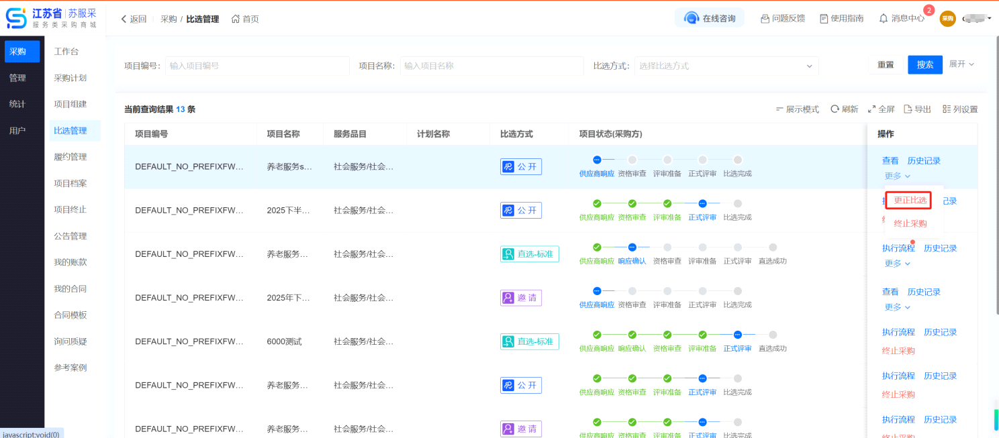 江苏省 苏服采
服务类采购商城
返回 采购 / 比选管理 首页
在线咨询 问题反馈 使用指南 消息中心 2 采购
采购
管理
统计
用户
工作台
采购计划
项目组建
比选管理
履约管理
项目档案
项目终止
公告管理
我的账款
我的合同
合同模板
询问质疑
参考案例
项目编号: 输入项目编号 项目名称: 输入项目名称 比选方式: 选择比选方式 重置 搜索 展开
当前查询结果 13 条 展示模式 刷新 全屏 导出 列设置
项目编号 项目名称 服务品目 计划名称 比选方式 项目状态(采购方) 操作
DEFAULT_NO_PREFIXFW... 养老服务s... 社会服务/社会... 公开 供应商响应 资格审查 评审准备 正式评审 比选完成 查看 历史记录
更多
更正比选
终止采购
DEFAULT_NO_PREFIXFW... 2025下半... 社会服务/社会... 公开 供应商响应 资格审查 评审准备 正式评审 比选完成 记录
DEFAULT_NO_PREFIXFW... 养老服务... 社会服务/社会... 直选-标准 供应商响应 响应确认 资格审查 评审准备 正式评审 直选成功 执行流程 历史记录
更多
DEFAULT_NO_PREFIXFW... 2025年下... 社会服务/社会... 邀请 供应商响应 资格审查 评审准备 正式评审 比选完成 查看 历史记录
更多
DEFAULT_NO_PREFIXFW... 6000测试 社会服务/社会... 直选-标准 供应商响应 响应确认 资格审查 评审准备 正式评审 直选成功 执行流程 历史记录
终止采购
DEFAULT_NO_PREFIXFW... 养老服务... 社会服务/社会... 公开 供应商响应 资格审查 评审准备 正式评审 比选完成 执行流程 历史记录
终止采购
DEFAULT_NO_PREFIXFW... 养老服务... 社会服务/社会... 邀请 供应商响应 资格审查 评审准备 正式评审 比选完成 执行流程 历史记录
终止采购
javascript:void(0)